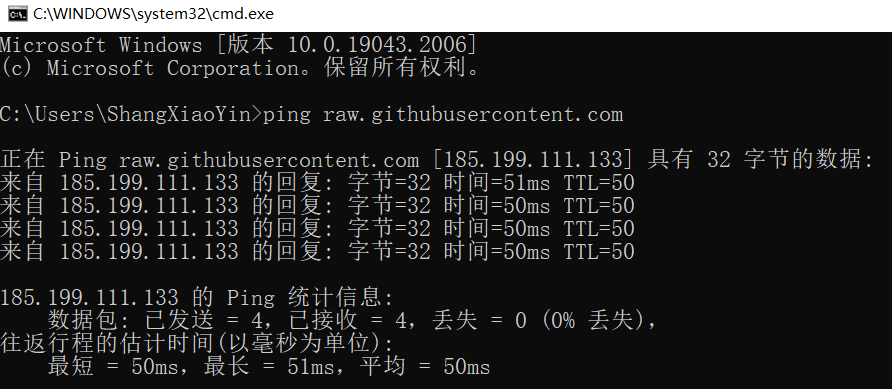 C:\WINDOWS\system32\cmd.exe
Microsoft Windows [版本 10.0.19043.2006]
(c) Microsoft Corporation。保留所有权利。
C:\Users\ShangXiaoYin>ping raw.githubusercontent.com
正在 Ping raw.githubusercontent.com [185.199.111.133] 具有 32 字节的数据:
来自 185.199.111.133 的回复: 字节=32 时间=51ms TTL=50
来自 185.199.111.133 的回复: 字节=32 时间=50ms TTL=50
来自 185.199.111.133 的回复: 字节=32 时间=50ms TTL=50
来自 185.199.111.133 的回复: 字节=32 时间=50ms TTL=50
185.199.111.133 的 Ping 统计信息:
数据包: 已发送 = 4，已接收 = 4，丢失 = 0 (0% 丢失)，
往返行程的估计时间(以毫秒为单位):
最短 = 50ms，最长 = 51ms，平均 = 50ms